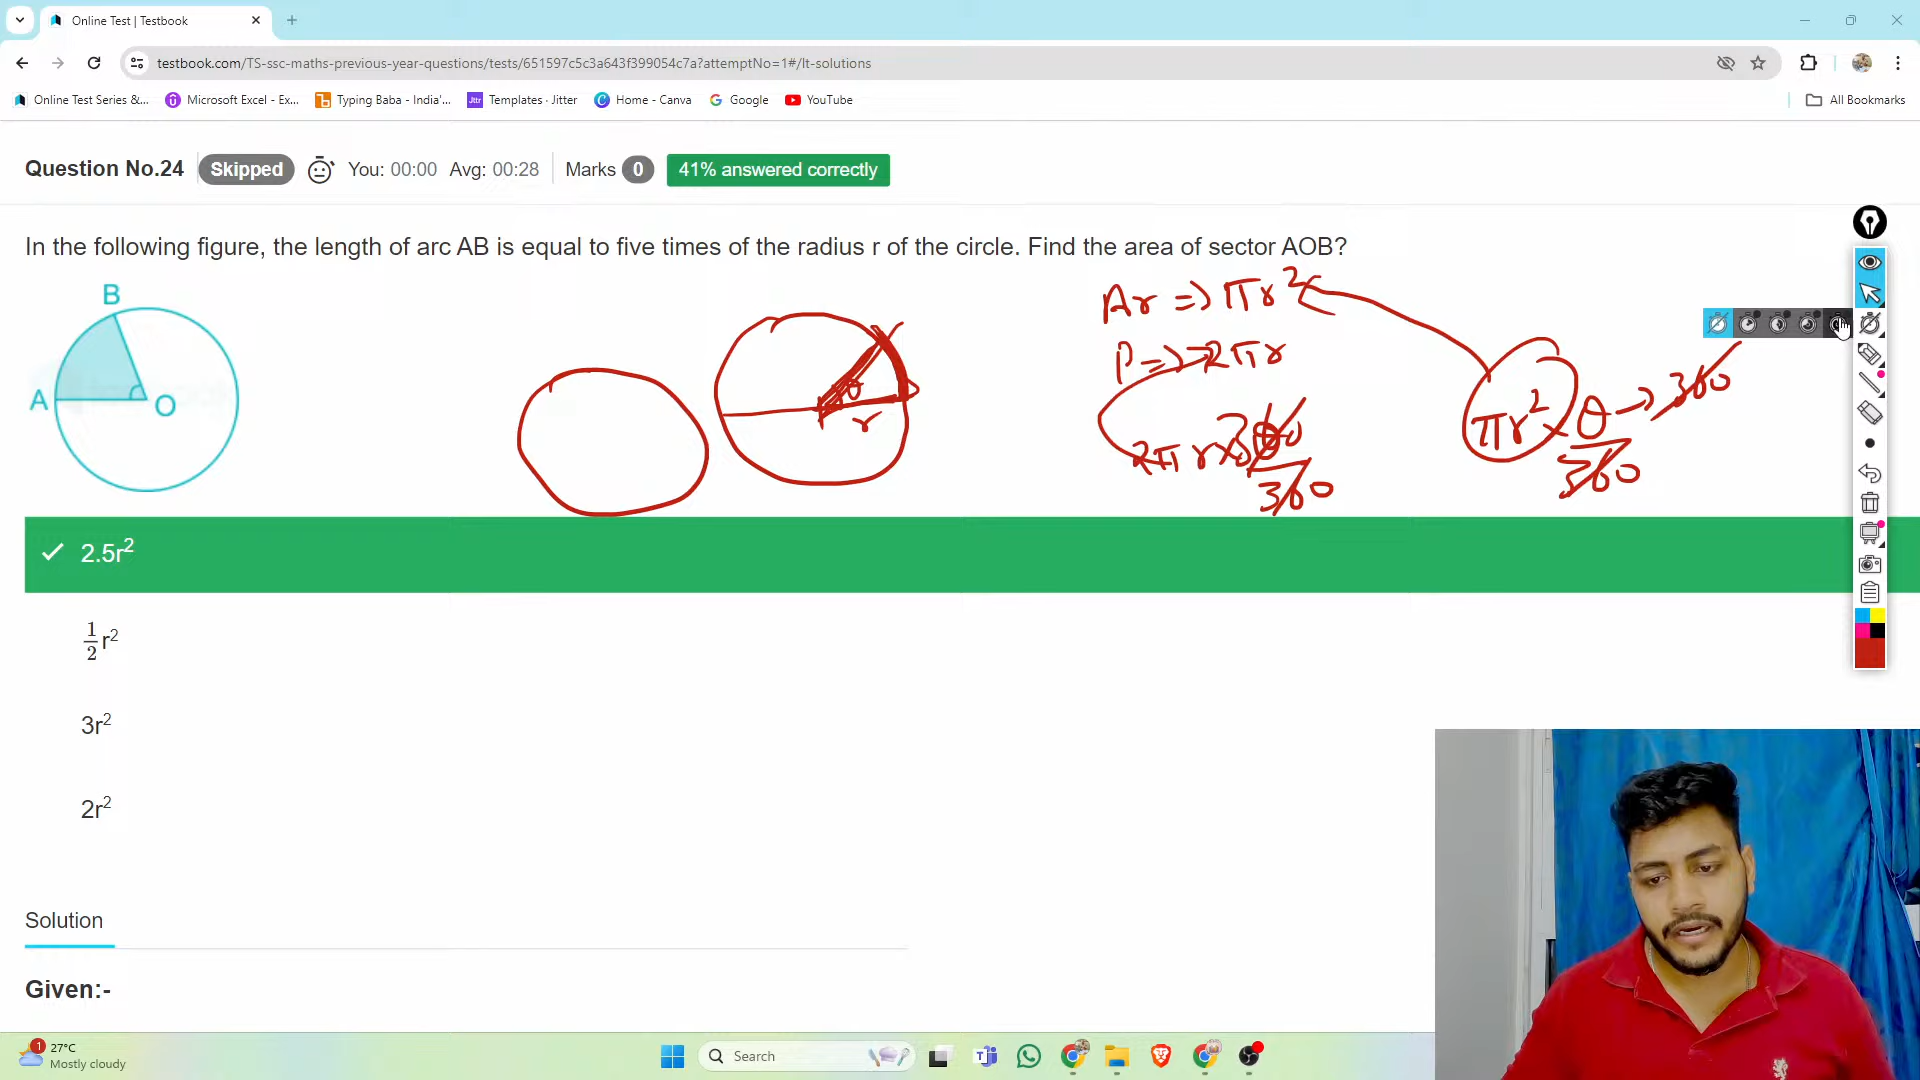 Online Test | Testbook
testbook.com/TS-ssc-maths-previous-year-questions/tests/651597c5c3a643f399054c7a?attemptNo=1#/lt-solutions
Online Test Series &... Microsoft Excel - Ex... Typing Baba - India'... Templates · Jitter Home - Canva Google YouTube All Bookmarks
Question No.24 Skipped You: 00:00 Avg: 00:28 Marks 0 41% answered correctly
In the following figure, the length of arc AB is equal to five times of the radius r of the circle. Find the area of sector AOB?
B
A
O
θ
r
Ar => πr²
P => 2πr
2πr×θ/360
πr²×θ/360 → 360
2.5r²
1/2 r²
3r²
2r²
Solution
Given:-
1
27°C
Mostly cloudy
Search